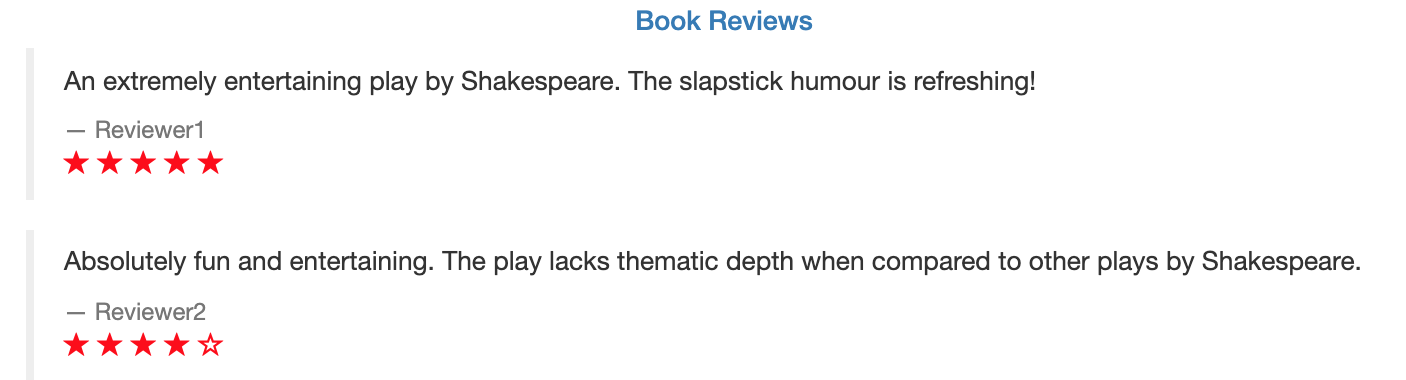 Book Reviews
An extremely entertaining play by Shakespeare. The slapstick humour is refreshing!
— Reviewer1
★ ★ ★ ★ ★
Absolutely fun and entertaining. The play lacks thematic depth when compared to other plays by Shakespeare.
— Reviewer2
★ ★ ★ ★ ☆